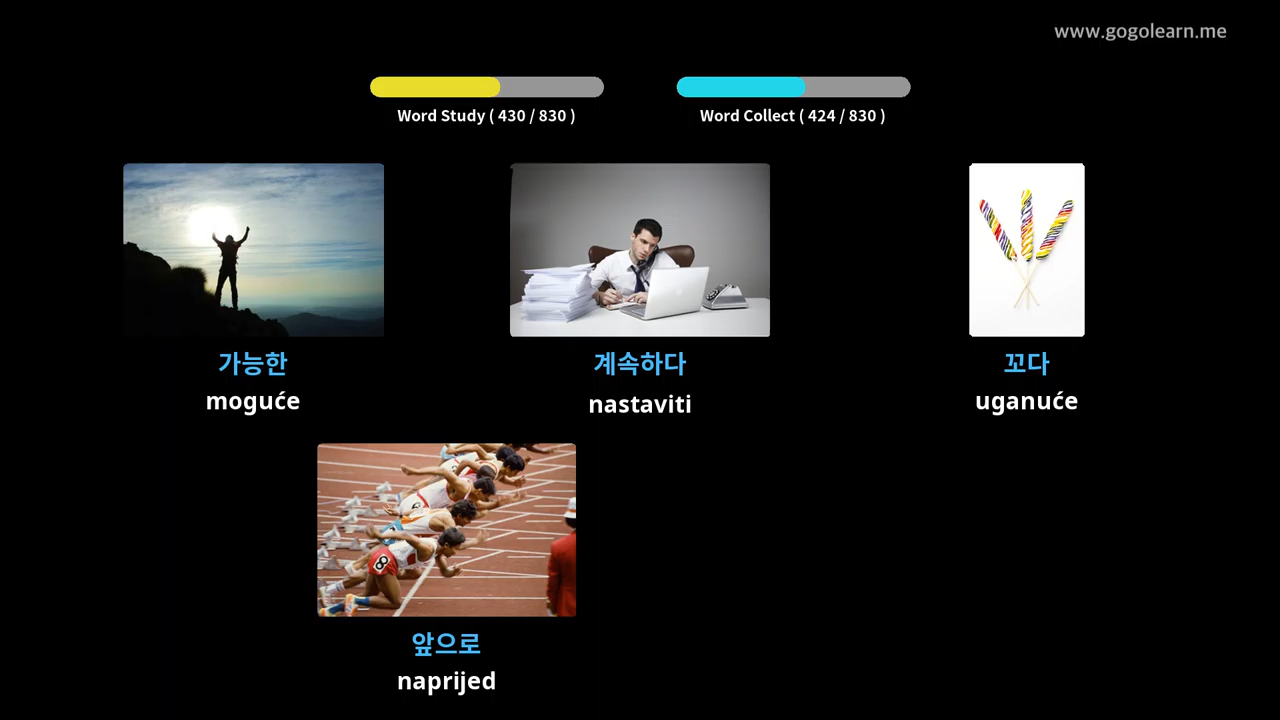 www.gogolearn.me
Word Study ( 430 / 830 )
Word Collect ( 424 / 830 )
가능한
moguće
계속하다
nastaviti
꼬다
uganuće
앞으로
naprijed